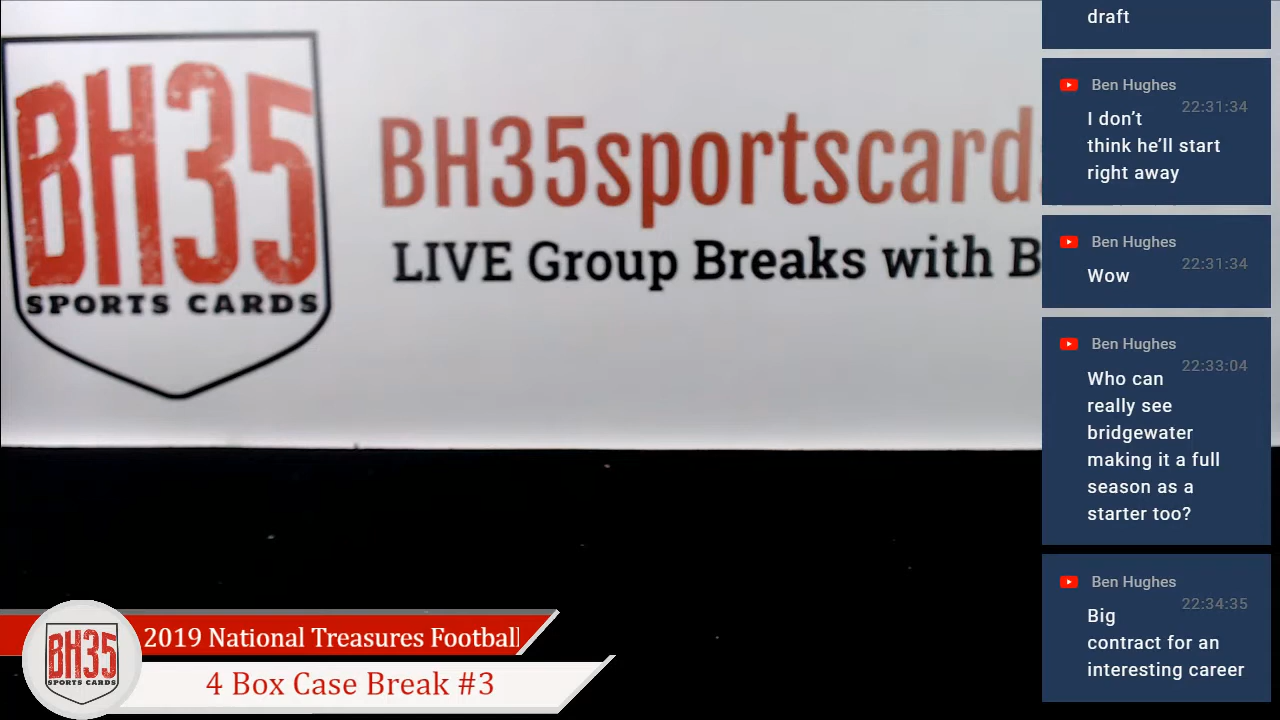 BH35
SPORTS CARDS
BH35sportscard
LIVE Group Breaks with B
draft
Ben Hughes
22:31:34
I don’t
think he’ll start
right away
Ben Hughes
22:31:34
Wow
Ben Hughes
22:33:04
Who can
really see
bridgewater
making it a full
season as a
starter too?
Ben Hughes
22:34:35
Big
contract for an
interesting career
BH35
SPORTS CARDS
2019 National Treasures Football
4 Box Case Break #3